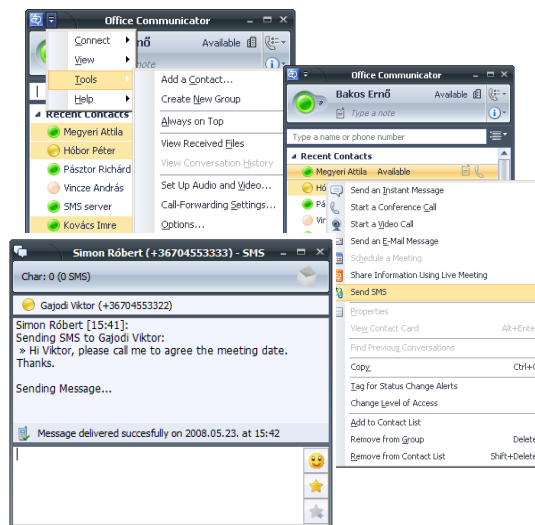 Office Communicator
nő
Available
note
Connect
View
Tools
Help
Add a Contact...
Create New Group
Always on Top
View Received Files
View Conversation History
Set Up Audio and Video...
Call-Forwarding Settings...
Options...
Recent Contacts
Megyeri Attila
Hóbor Péter
Pásztor Richárd
Vincze András
SMS server
Kovács Imre
Office Communicator
Bakos Ernő
Available
Type a note
Type a name or phone number
Recent Contacts
Megyeri Attila Available
Hó
Pá
Vir
Send an Instant Message
Start a Conference Call
Start a Video Call
Send an E-Mail Message
Schedule a Meeting
Share Information Using Live Meeting
Send SMS
Properties
View Contact Card Alt+Ente
Find Previous Conversations
Copy Ctrl+C
Tag for Status Change Alerts
Change Level of Access
Add to Contact List
Remove from Group Delete
Remove from Contact List Shift+Delete
Simon Róbert (+36704553333) - SMS
Char: 0 (0 SMS)
Gajodi Viktor (+36704553322)
Simon Róbert [15:41]:
Sending SMS to Gajodi Viktor:
» Hi Viktor, please call me to agree the meeting date.
Thanks.
Sending Message...
Message delivered succesfully on 2008.05.23. at 15:42